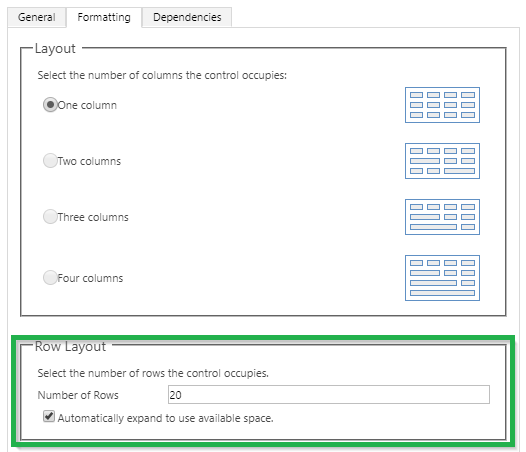 General Formatting Dependencies
Layout
Select the number of columns the control occupies:
One column
Two columns
Three columns
Four columns
Row Layout
Select the number of rows the control occupies.
Number of Rows 20
Automatically expand to use available space.